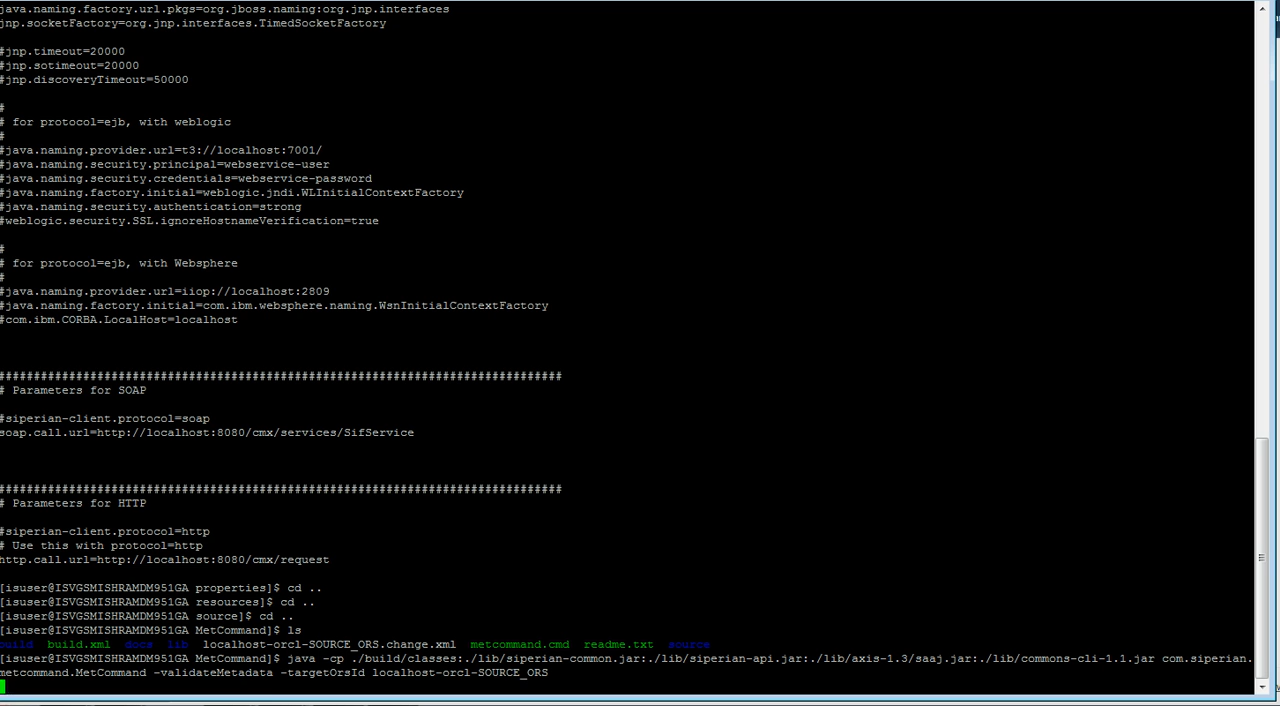 java.naming.factory.url.pkgs=org.jboss.naming:org.jnp.interfaces
jnp.socketFactory=org.jnp.interfaces.TimedSocketFactory
#jnp.timeout=20000
#jnp.sotimeout=20000
#jnp.discoveryTimeout=50000
#
# for protocol=ejb, with weblogic
#
#java.naming.provider.url=t3://localhost:7001/
#java.naming.security.principal=webservice-user
#java.naming.security.credentials=webservice-password
#java.naming.factory.initial=weblogic.jndi.WLInitialContextFactory
#java.naming.security.authentication=strong
#weblogic.security.SSL.ignoreHostnameVerification=true
#
# for protocol=ejb, with Websphere
#
#java.naming.provider.url=iiop://localhost:2809
#java.naming.factory.initial=com.ibm.websphere.naming.WsnInitialContextFactory
#com.ibm.CORBA.LocalHost=localhost
################################################################################
# Parameters for SOAP
#siperian-client.protocol=soap
soap.call.url=http://localhost:8080/cmx/services/SifService
################################################################################
# Parameters for HTTP
#siperian-client.protocol=http
# Use this with protocol=http
http.call.url=http://localhost:8080/cmx/request
[isuser@ISVGSMISHRAMDM951GA properties]$ cd ..
[isuser@ISVGSMISHRAMDM951GA resources]$ cd ..
[isuser@ISVGSMISHRAMDM951GA source]$ cd ..
[isuser@ISVGSMISHRAMDM951GA MetCommand]$ ls
build  build.xml  docs  lib  localhost-orcl-SOURCE_ORS.change.xml  metcommand.cmd  readme.txt  source
[isuser@ISVGSMISHRAMDM951GA MetCommand]$ java -cp ./build/classes:./lib/siperian-common.jar:./lib/siperian-api.jar:./lib/axis-1.3/saaj.jar:./lib/commons-cli-1.1.jar com.siperian.
metcommand.MetCommand -validateMetadata -targetOrsId localhost-orcl-SOURCE_ORS